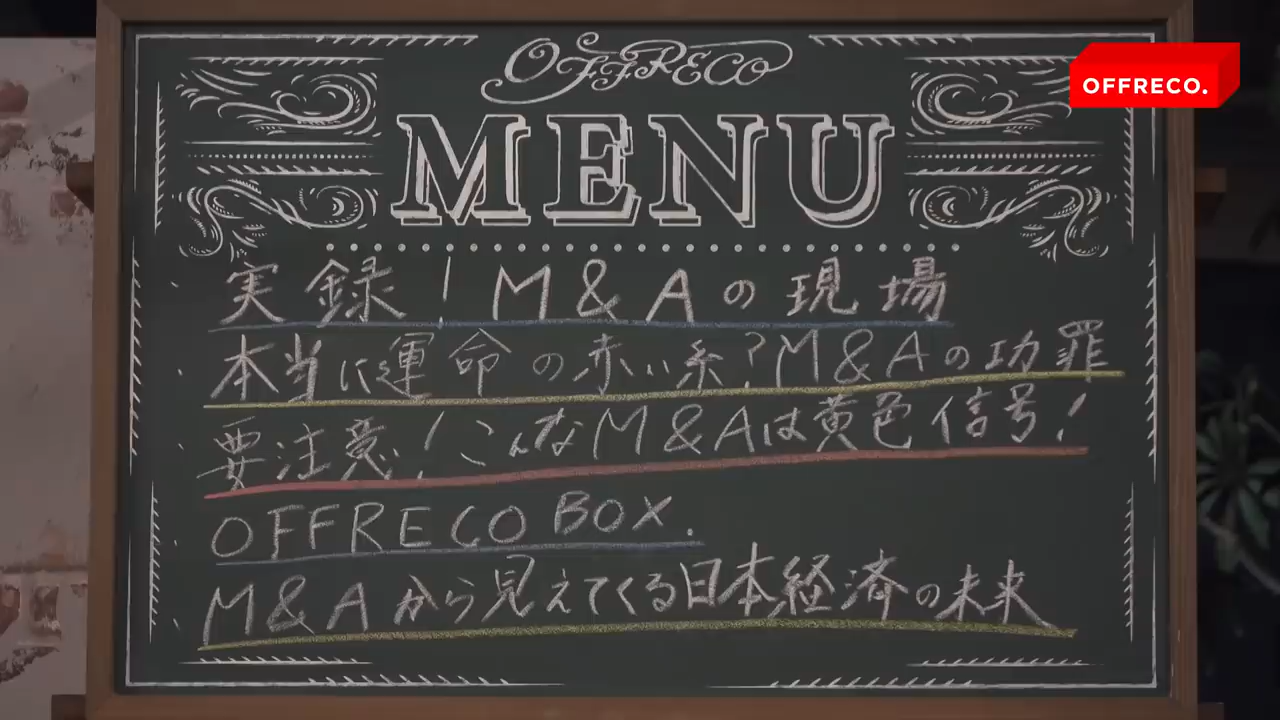 OFFRECO
OFFRECO.
MENU
実録！M&Aの現場
本当に運命の赤い糸？M&Aの功罪
要注意！こんなM&Aは黄色信号！
OFFRECO BOX.
M&Aから見えてくる日本経済の未来